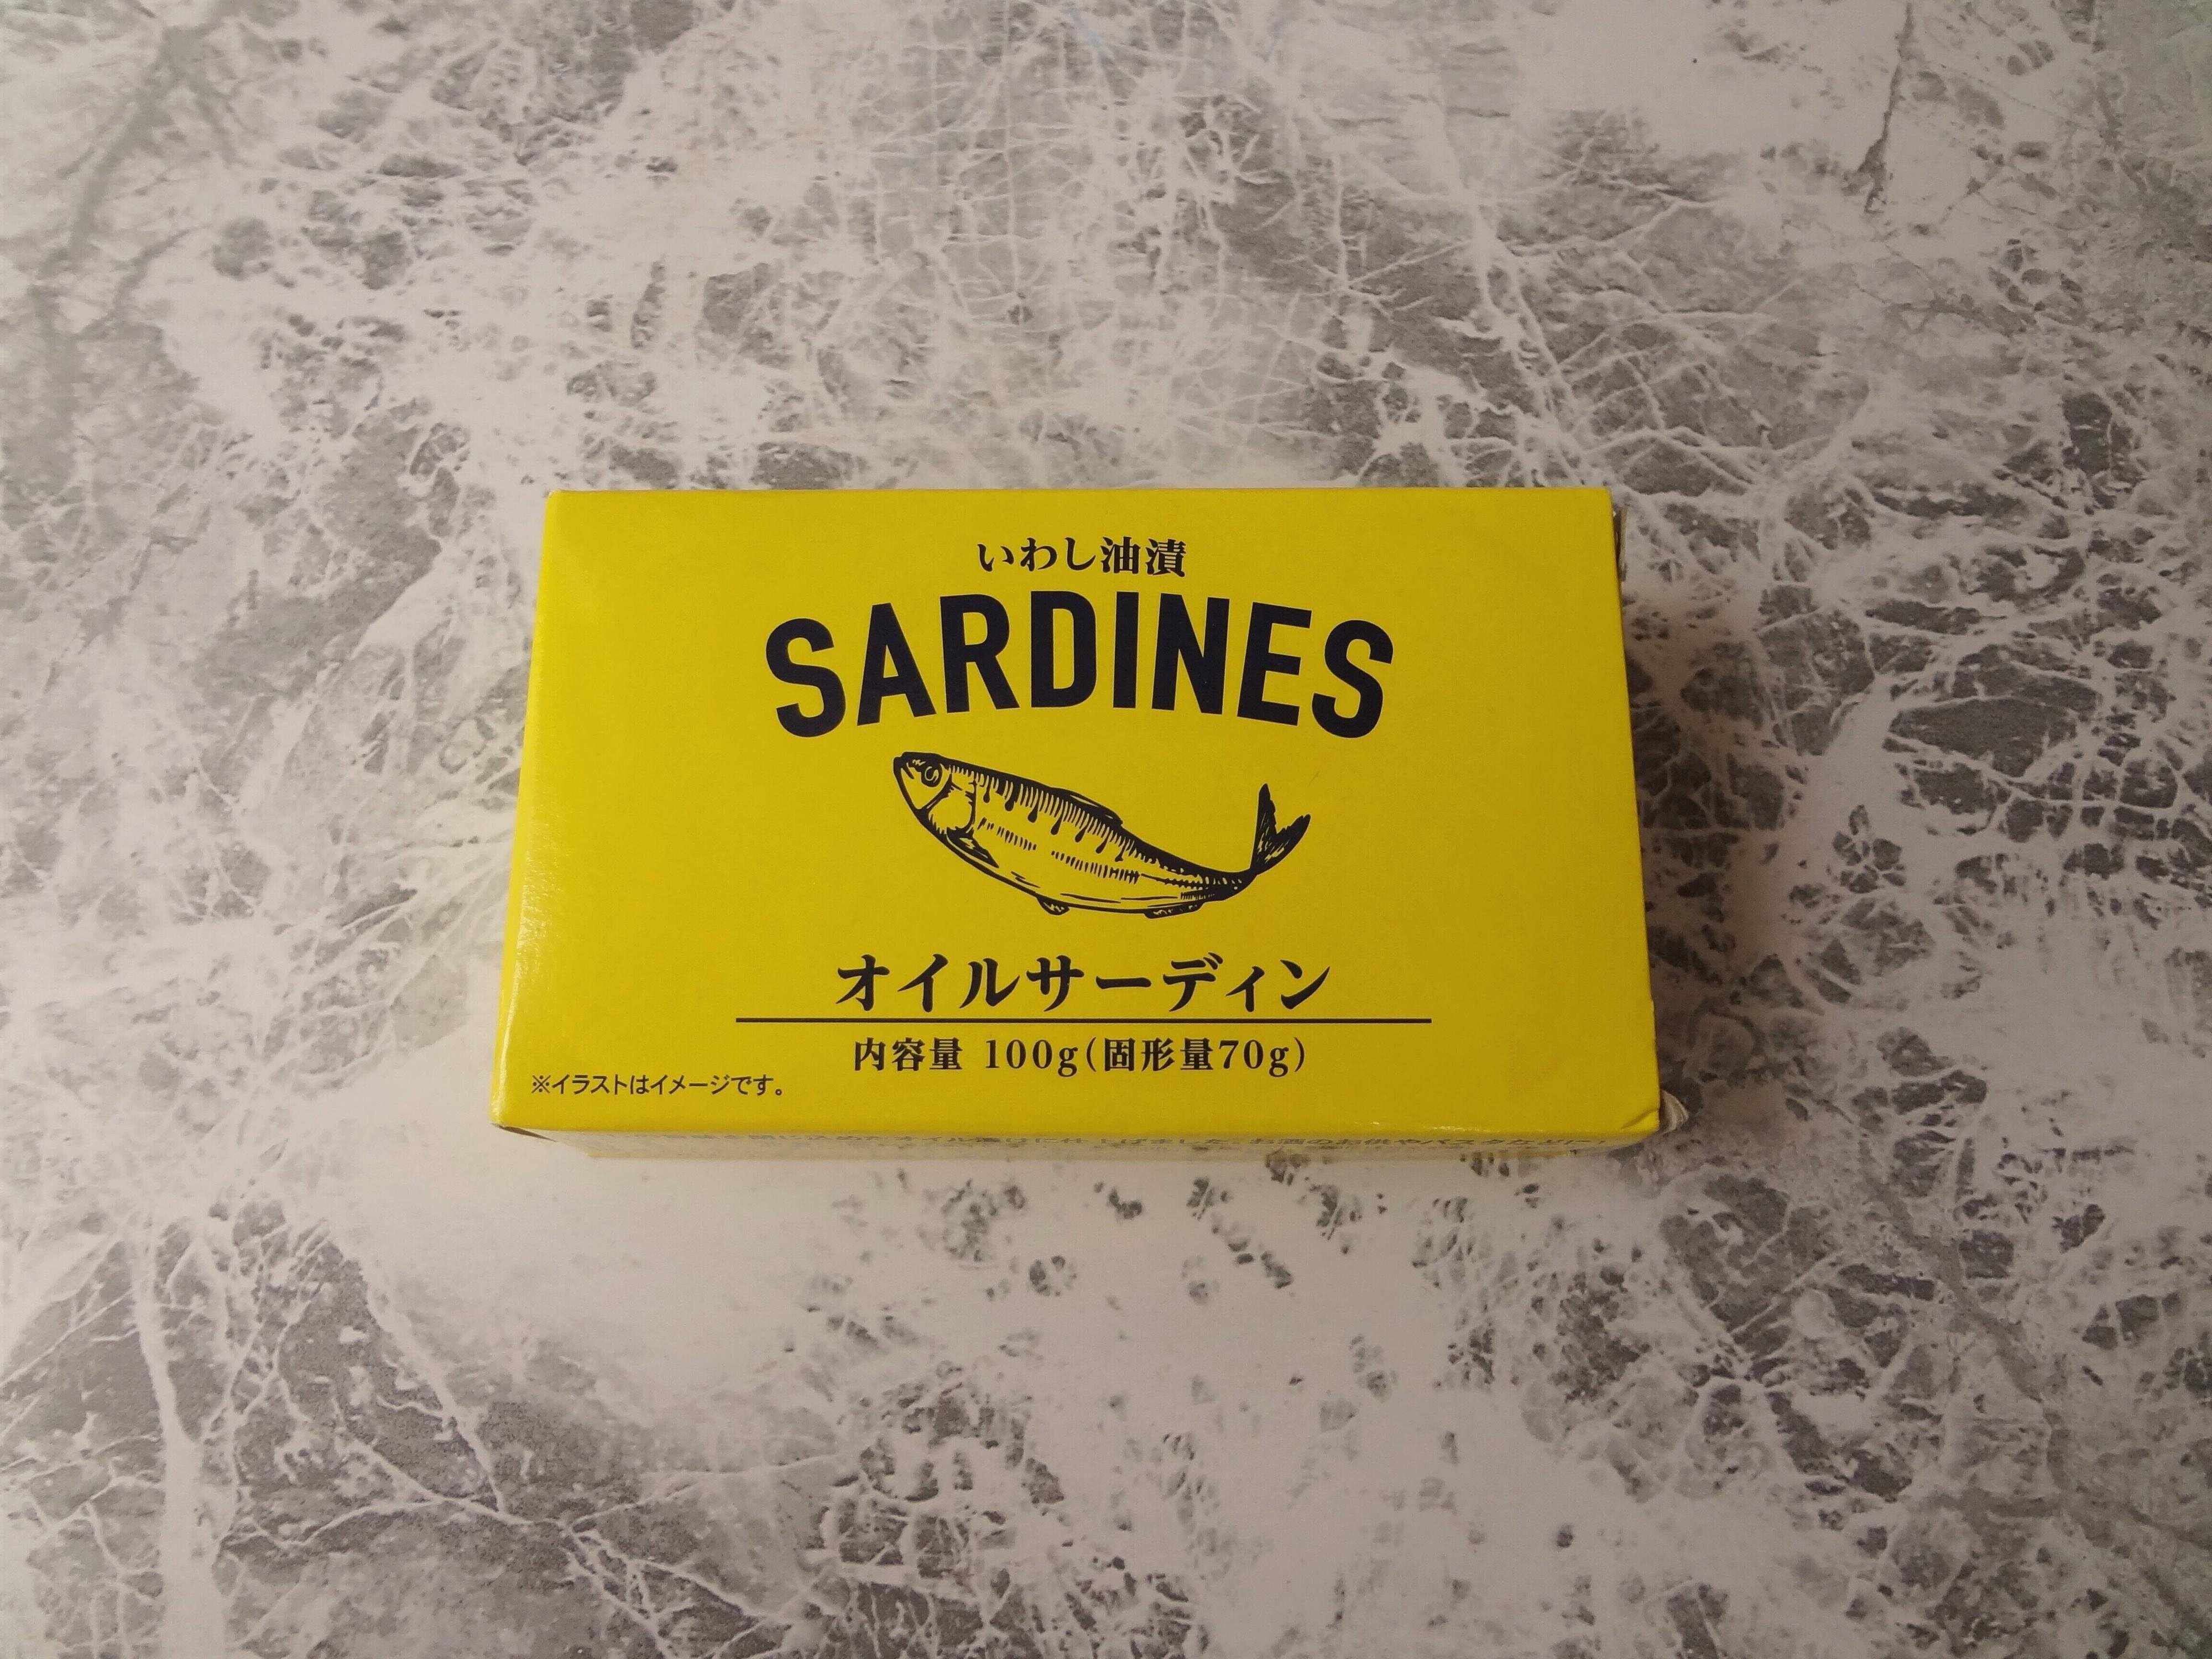 いわし油漬
SARDINES
オイルサーディン
内容量 100g(固形量70g)
※イラストはイメージです。